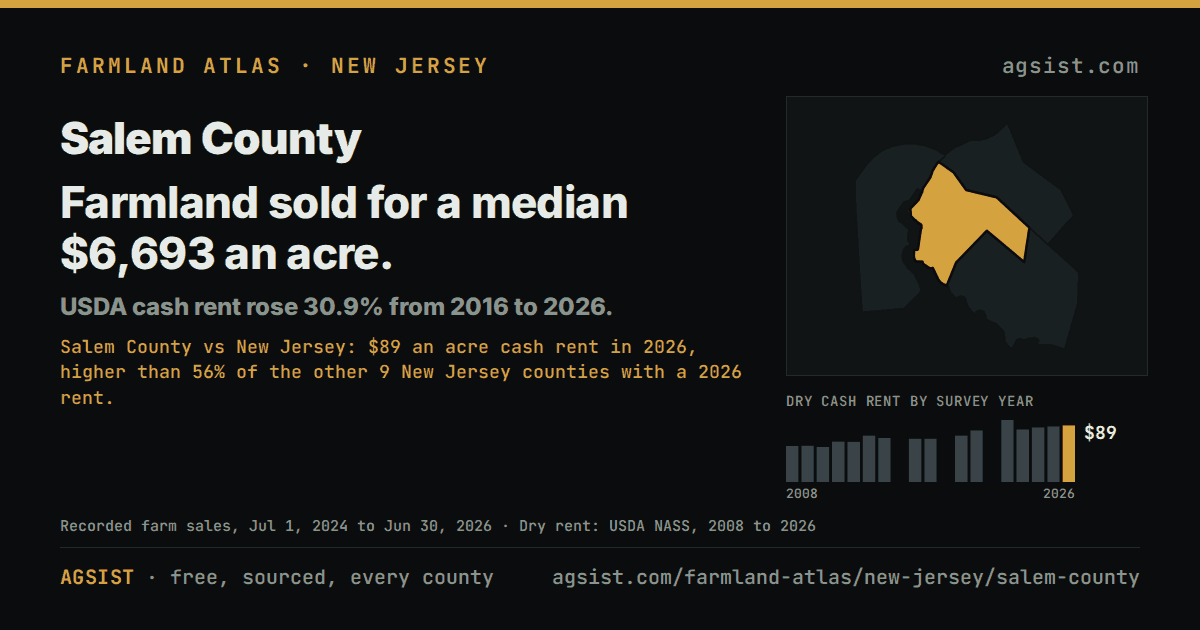 FARMLAND ATLAS · NEW JERSEY
agsist.com
Salem County
Farmland sold for a median
$6,693 an acre.
USDA cash rent rose 30.9% from 2016 to 2026.
Salem County vs New Jersey: $89 an acre cash rent in 2026,
higher than 56% of the other 9 New Jersey counties with a 2026
rent.
DRY CASH RENT BY SURVEY YEAR
$89
2008
2026
Recorded farm sales, Jul 1, 2024 to Jun 30, 2026 · Dry rent: USDA NASS, 2008 to 2026
AGSIST · free, sourced, every county
agsist.com/farmland-atlas/new-jersey/salem-county